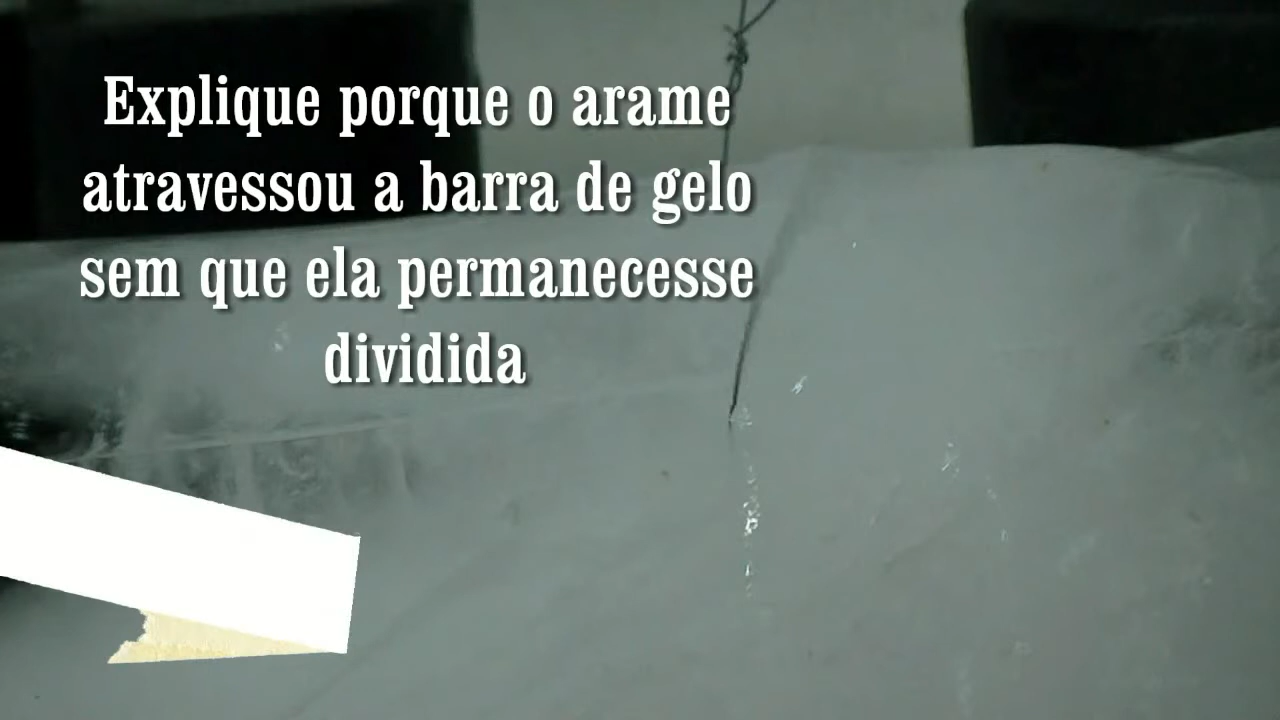 Explique porque o arame
atravessou a barra de gelo
sem que ela permanecesse
dividida